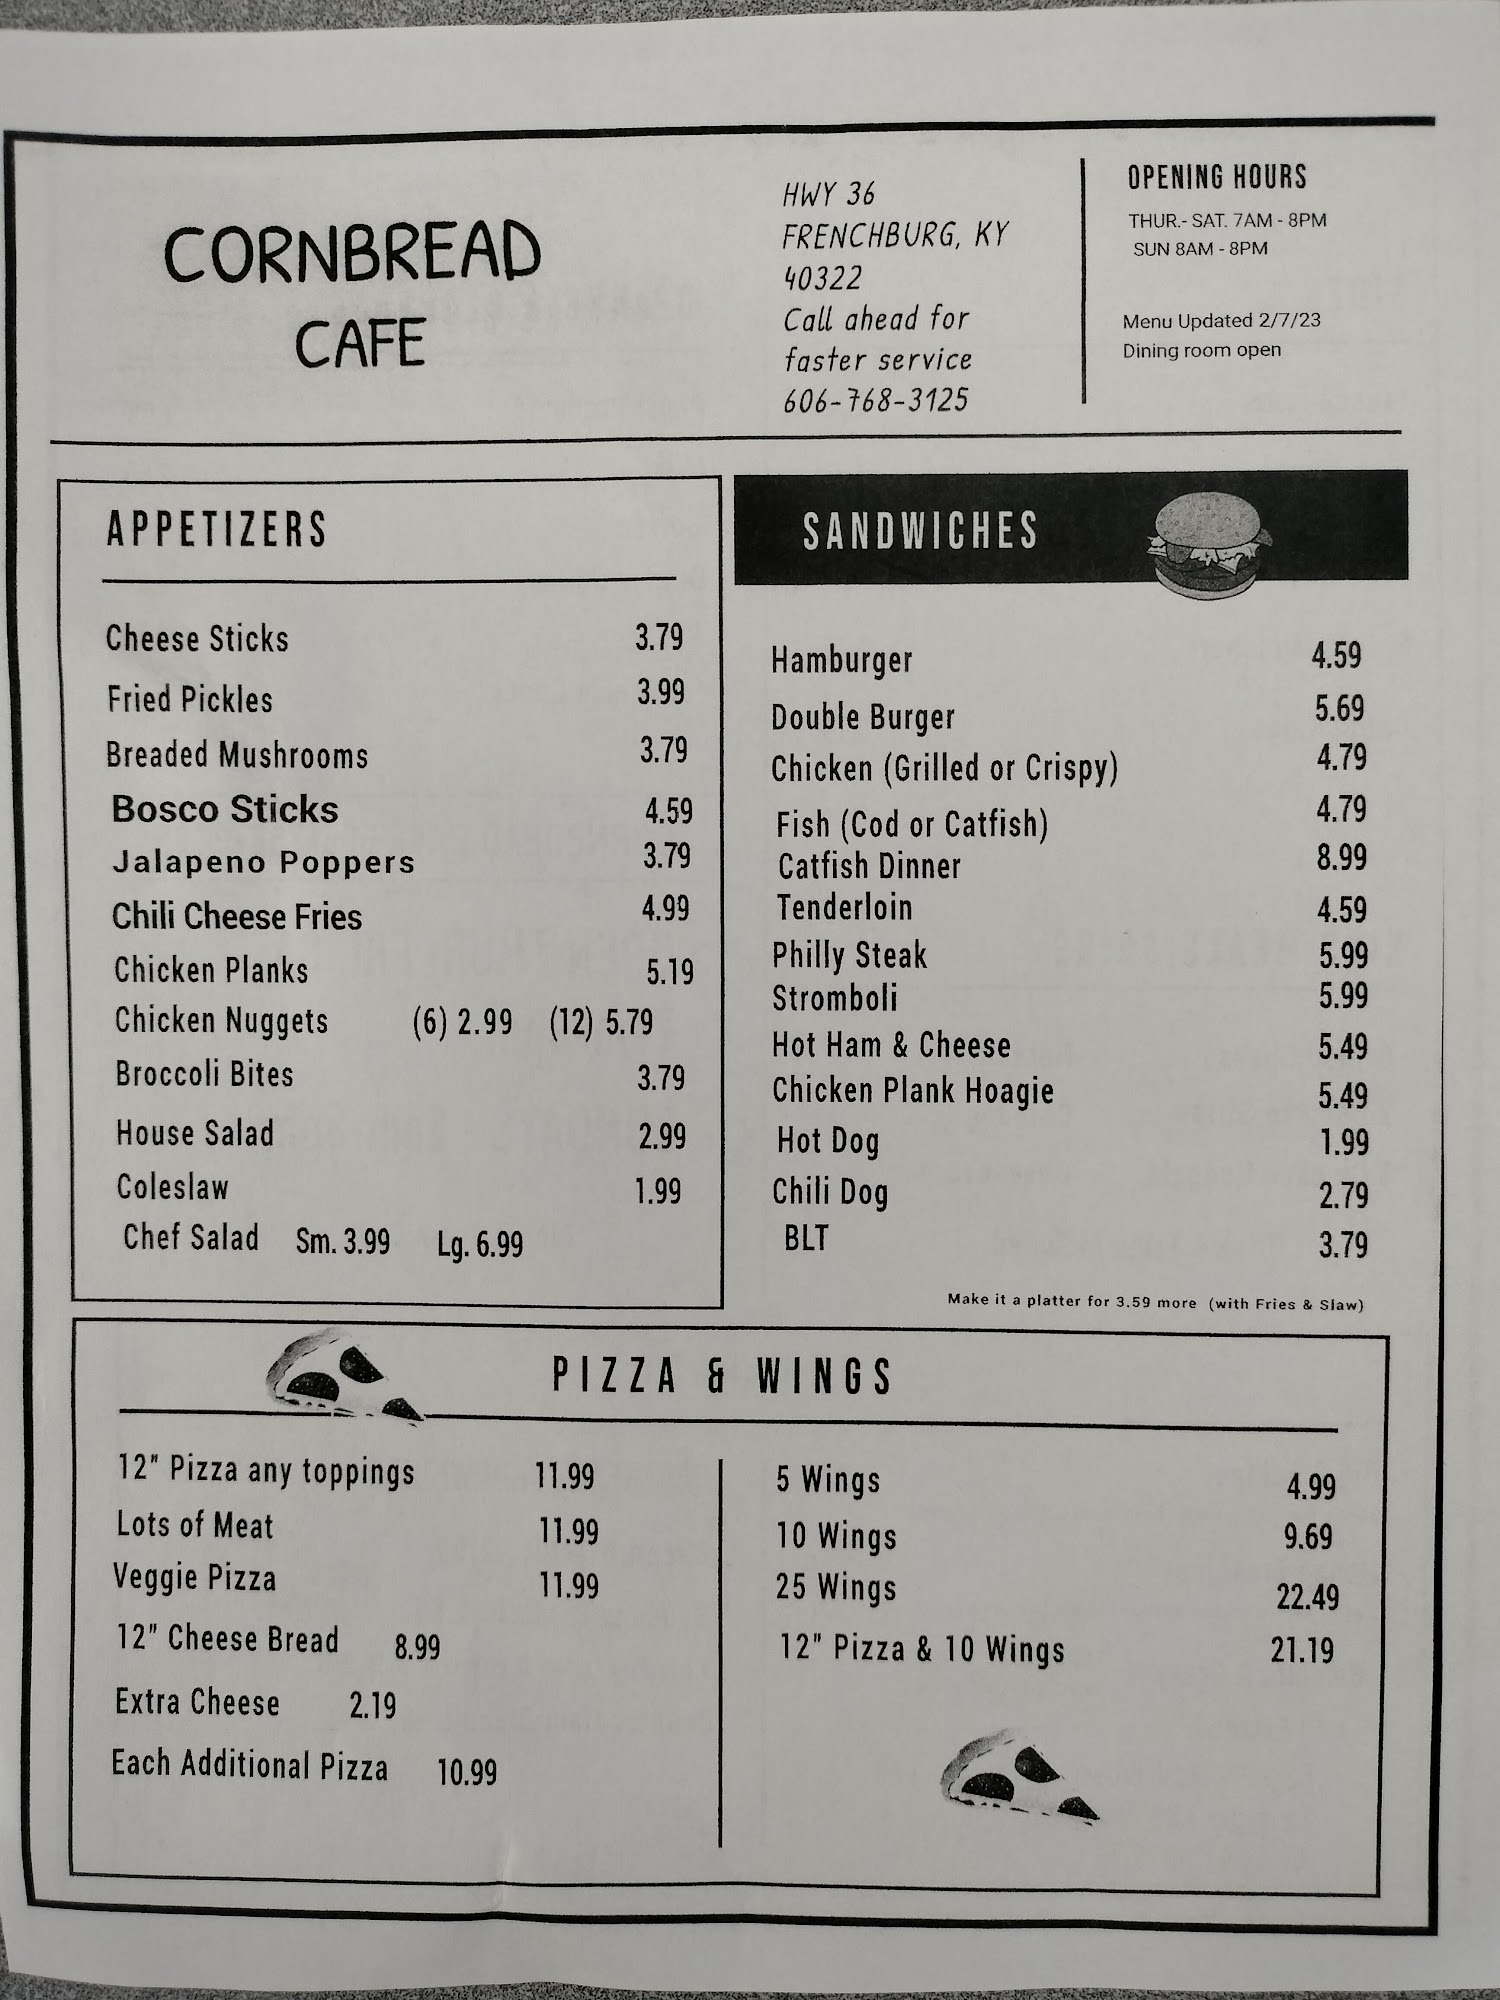 CORNBREAD
CAFE
HWY 36
FRENCHBURG, KY
40322
Call ahead for
faster service
606-768-3125
OPENING HOURS
THUR.- SAT. 7AM - 8PM
SUN 8AM - 8PM
Menu Updated 2/7/23
Dining room open
APPETIZERS
Cheese Sticks 3.79
Fried Pickles 3.99
Breaded Mushrooms 3.79
Bosco Sticks 4.59
Jalapeno Poppers 3.79
Chili Cheese Fries 4.99
Chicken Planks 5.19
Chicken Nuggets (6) 2.99 (12) 5.79
Broccoli Bites 3.79
House Salad 2.99
Coleslaw 1.99
Chef Salad Sm. 3.99 Lg. 6.99
SANDWICHES
Hamburger 4.59
Double Burger 5.69
Chicken (Grilled or Crispy) 4.79
Fish (Cod or Catfish) 4.79
Catfish Dinner 8.99
Tenderloin 4.59
Philly Steak 5.99
Stromboli 5.99
Hot Ham & Cheese 5.49
Chicken Plank Hoagie 5.49
Hot Dog 1.99
Chili Dog 2.79
BLT 3.79
Make it a platter for 3.59 more (with Fries & Slaw)
PIZZA & WINGS
12" Pizza any toppings 11.99
Lots of Meat 11.99
Veggie Pizza 11.99
12" Cheese Bread 8.99
Extra Cheese 2.19
Each Additional Pizza 10.99
5 Wings 4.99
10 Wings 9.69
25 Wings 22.49
12" Pizza & 10 Wings 21.19